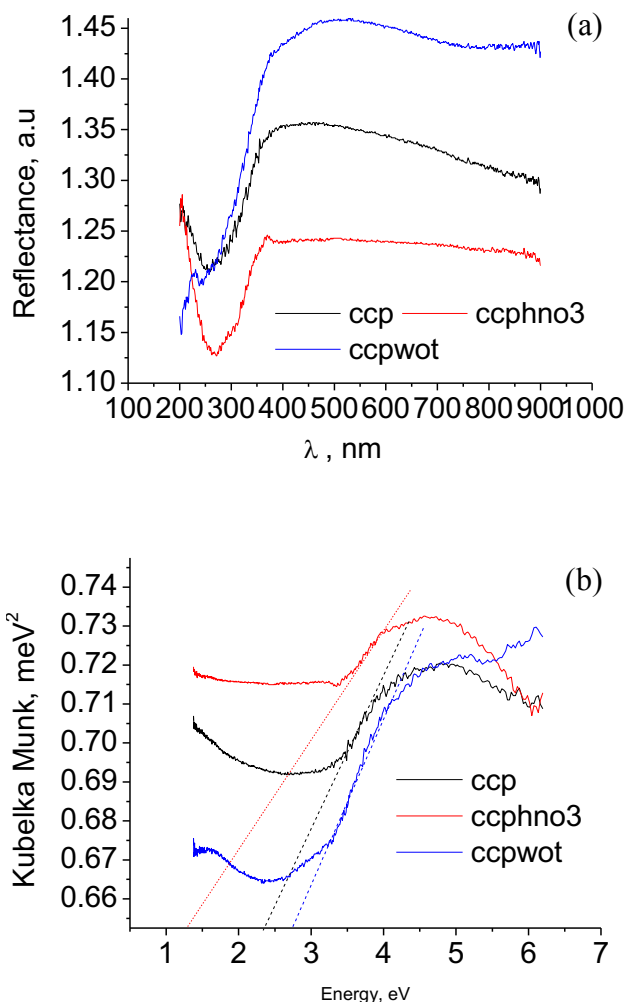 (a)
1.45
1.40
1.35
1.30
1.25
1.20
1.15
1.10
Reflectance, a.u
ccp ccphno3
ccpwot
100 200 300 400 500 600 700 800 900 1000
λ , nm
(b)
0.74
0.73
0.72
0.71
0.70
0.69
0.68
0.67
0.66
Kubelka Munk, meV²
ccp
ccphno3
ccpwot
1 2 3 4 5 6 7
Energy, eV